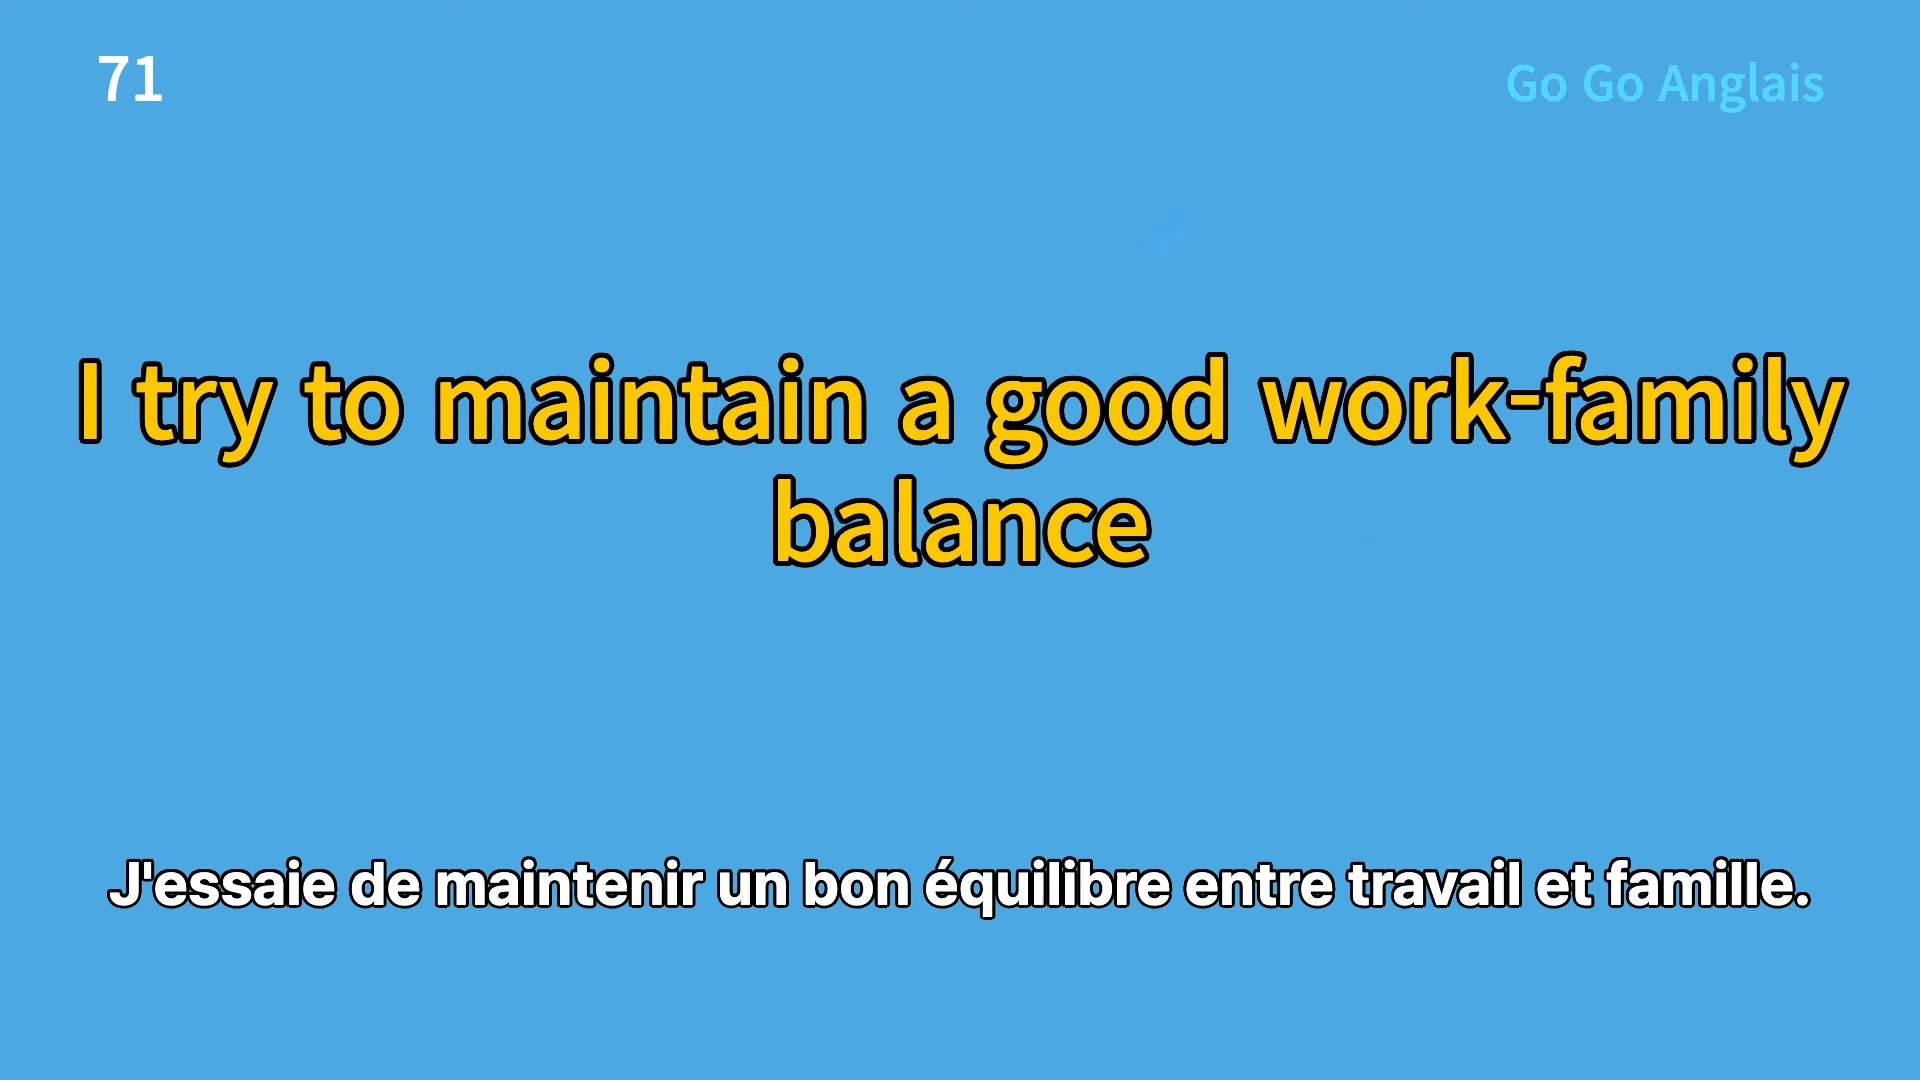 71
Go Go Anglais
I try to maintain a good work-family
balance
J'essaie de maintenir un bon équilibre entre travail et famille.